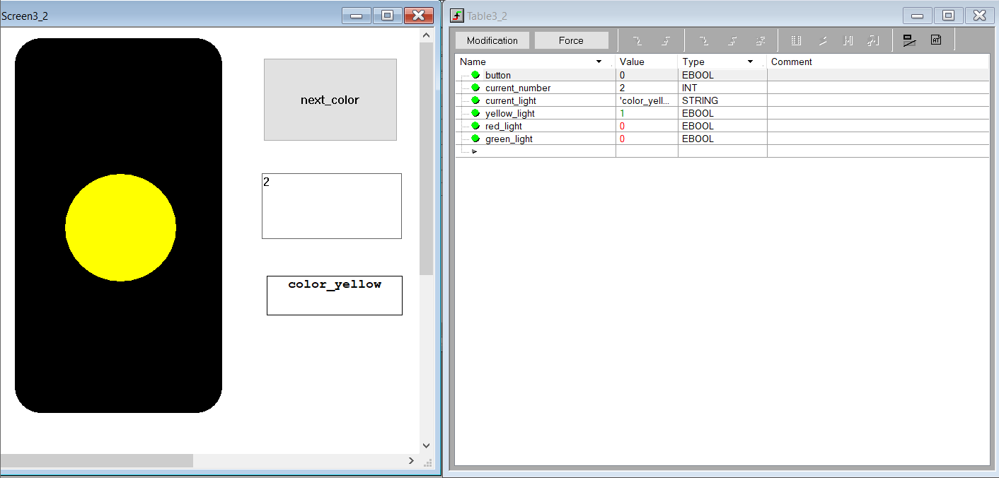 Screen3_2
next_color
2
color_yellow
Table3_2
Modification Force
Name Value Type Comment
button 0 EBOOL
current_number 2 INT
current_light 'color_yell... STRING
yellow_light 1 EBOOL
red_light 0 EBOOL
green_light 0 EBOOL